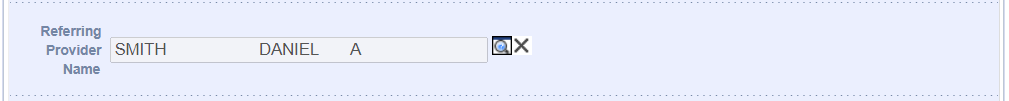 Referring
Provider
Name
SMITH DANIEL A